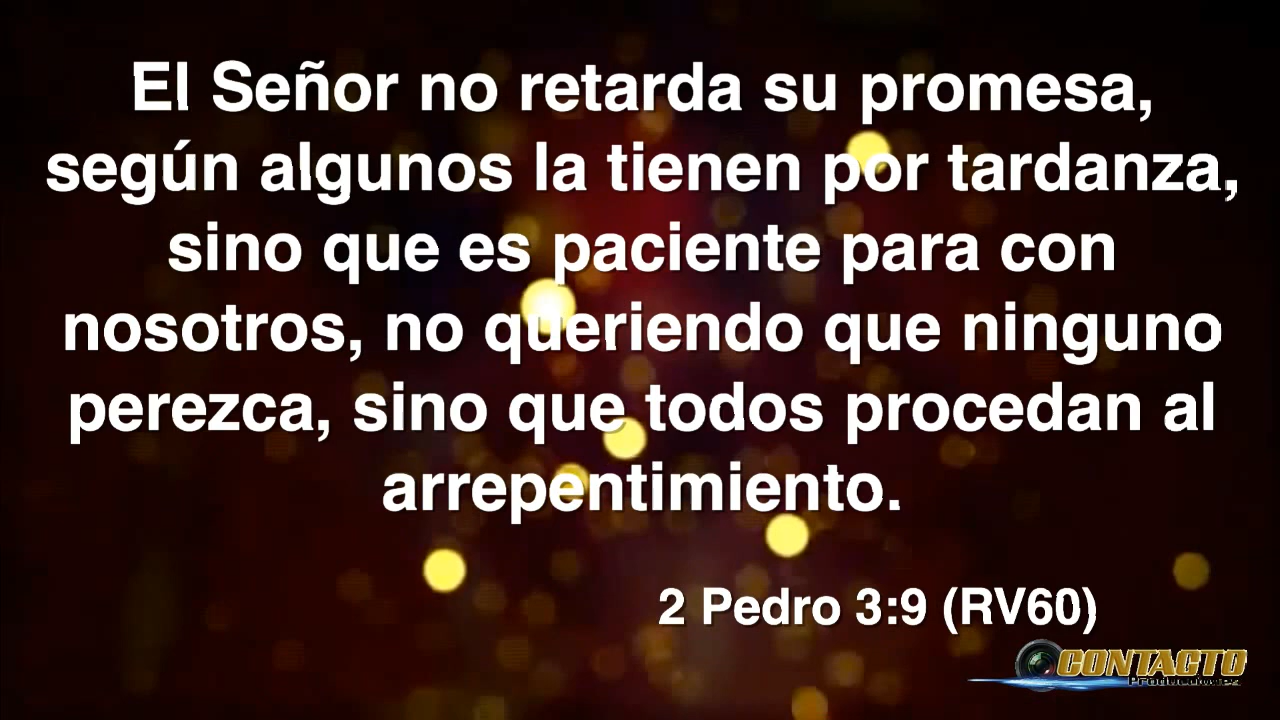 El Señor no retarda su promesa,
según algunos la tienen por tardanza,
sino que es paciente para con
nosotros, no queriendo que ninguno
perezca, sino que todos procedan al
arrepentimiento.
2 Pedro 3:9 (RV60)
CONTACTO
Producciones